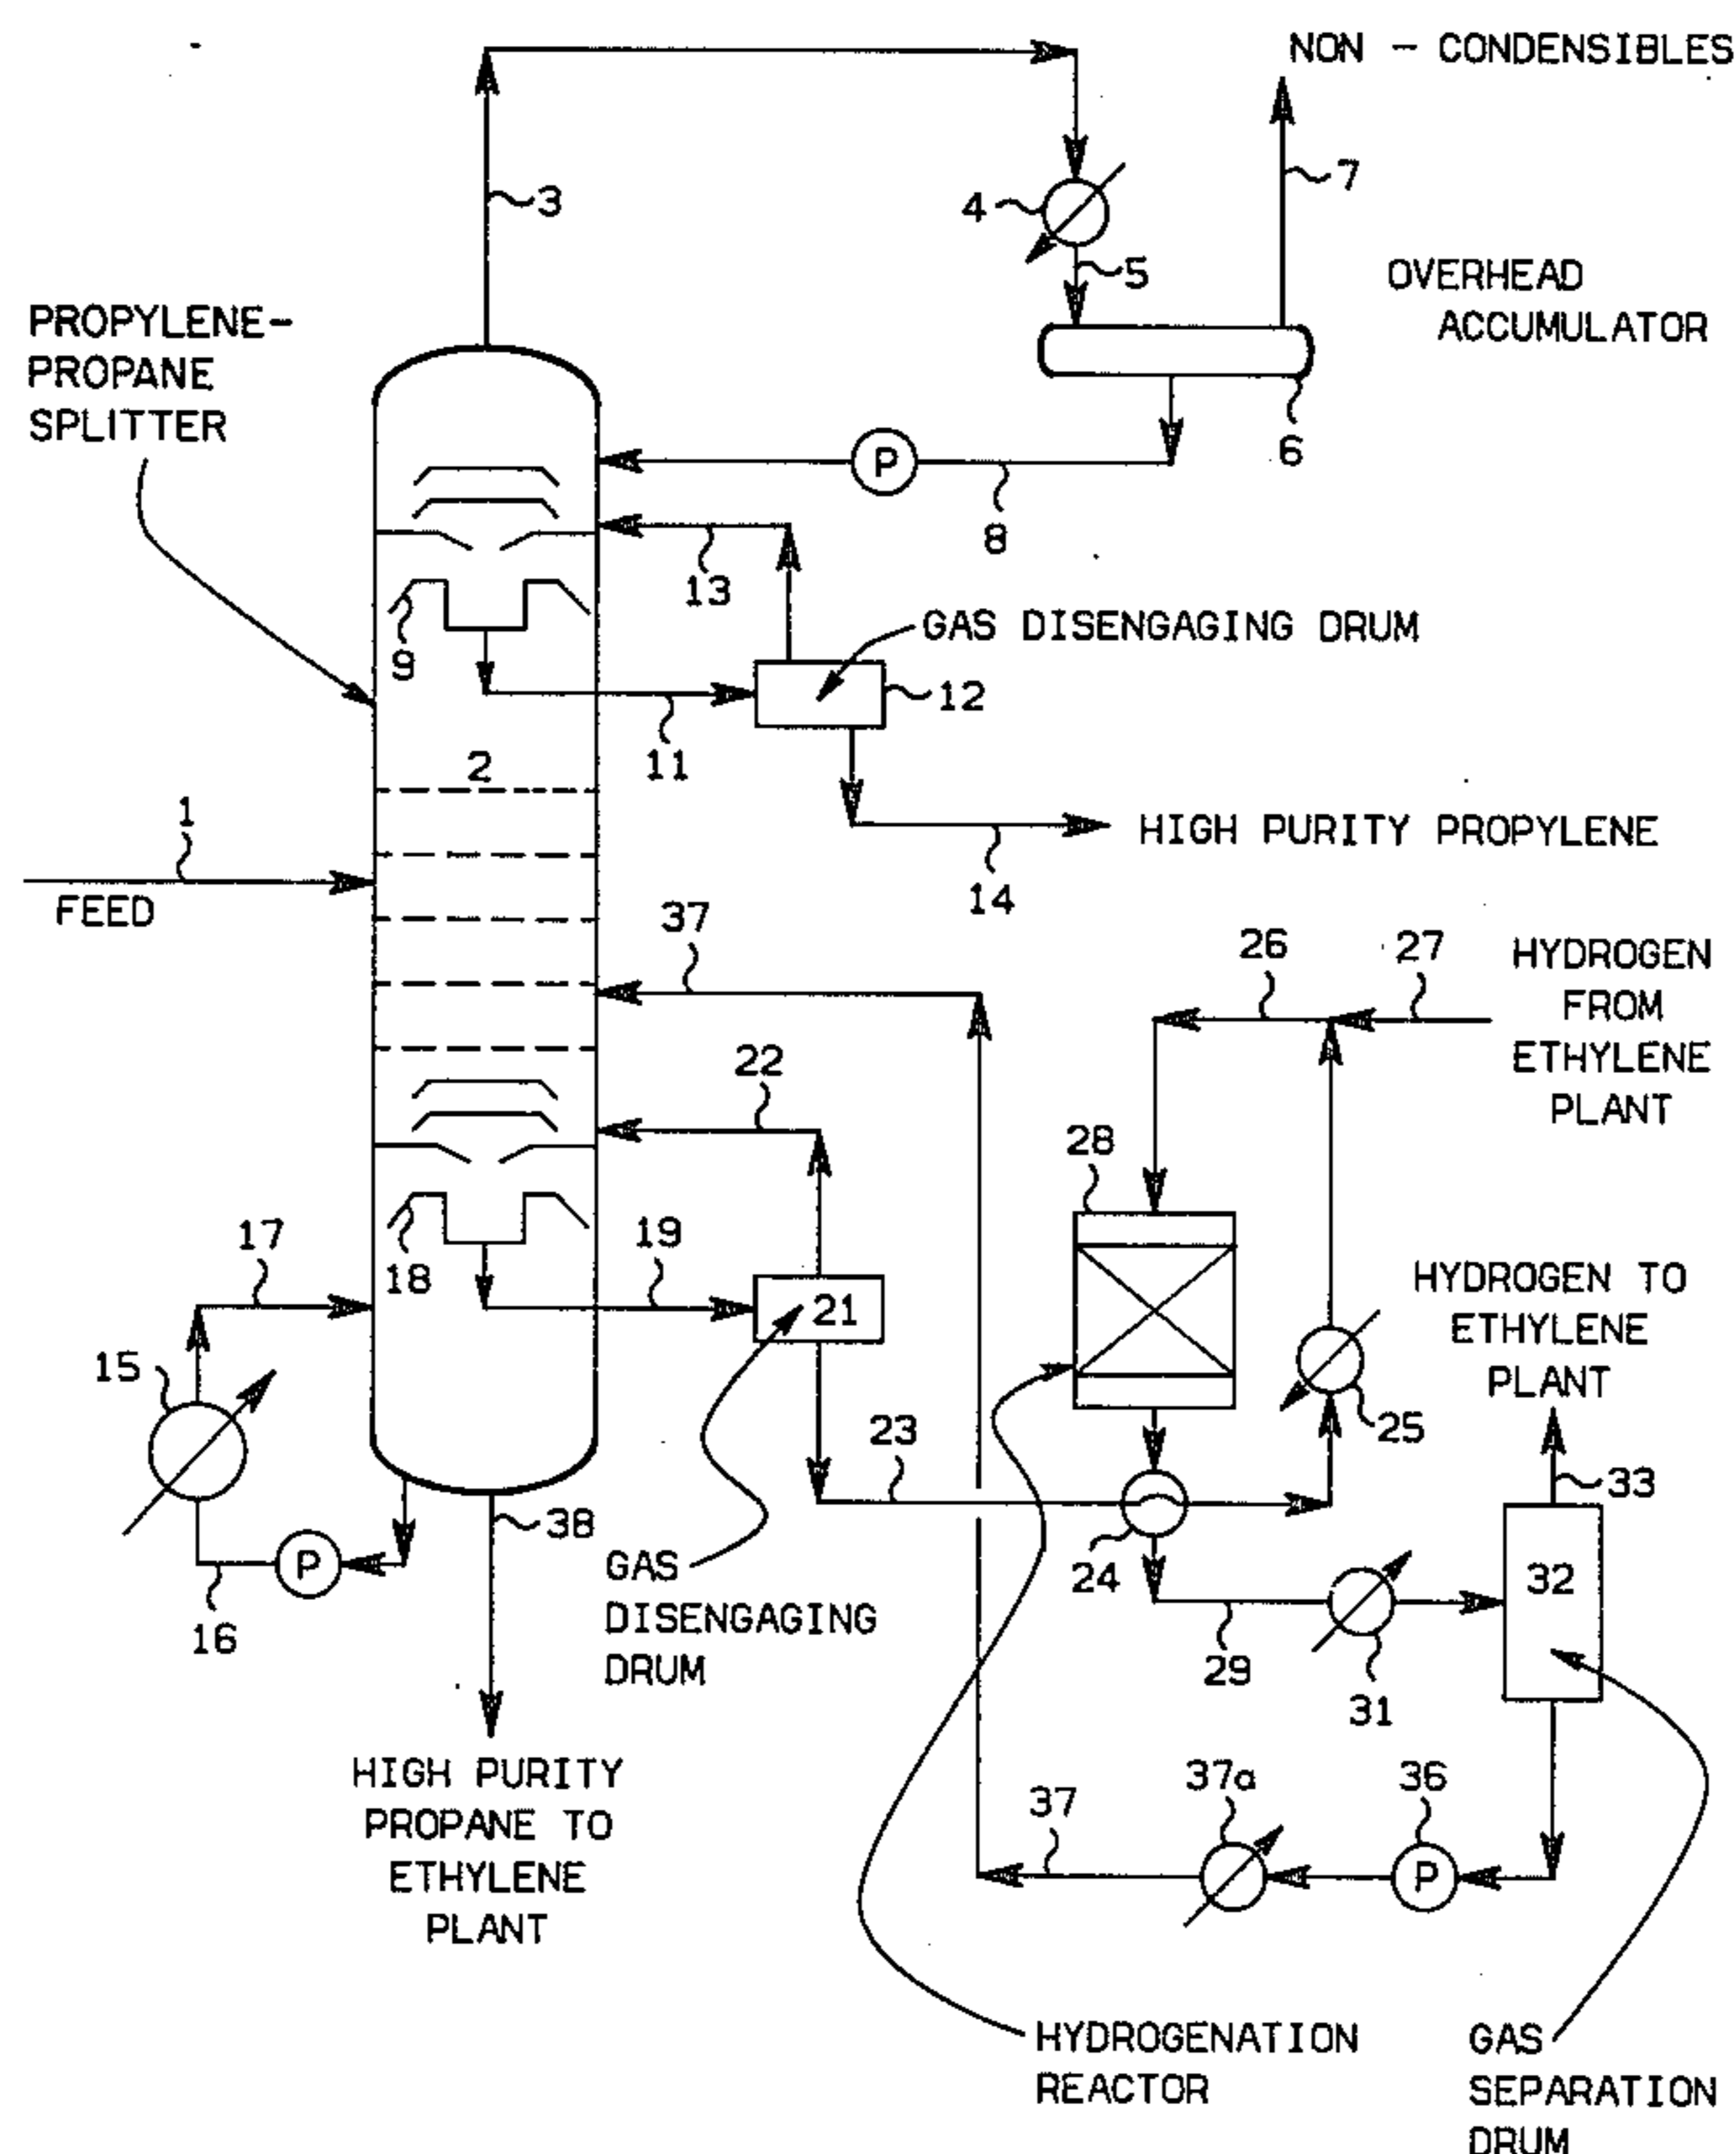 NON - CONDENSIBLES
3
4
7
5
OVERHEAD
ACCUMULATOR
PROPYLENE-
PROPANE
SPLITTER
6
P
8
13
GAS DISENGAGING DRUM
9
12
11
2
1
HIGH PURITY PROPYLENE
FEED
14
37
26
27
HYDROGEN
FROM
ETHYLENE
PLANT
22
28
17
18
19
21
HYDROGEN TO
ETHYLENE
PLANT
15
25
23
33
38
P
16
24
GAS
DISENGAGING
DRUM
32
29
31
HIGH PURITY
PROPANE TO
ETHYLENE
PLANT
37
37a
36
P
HYDROGENATION
REACTOR
GAS
SEPARATION
DRUM